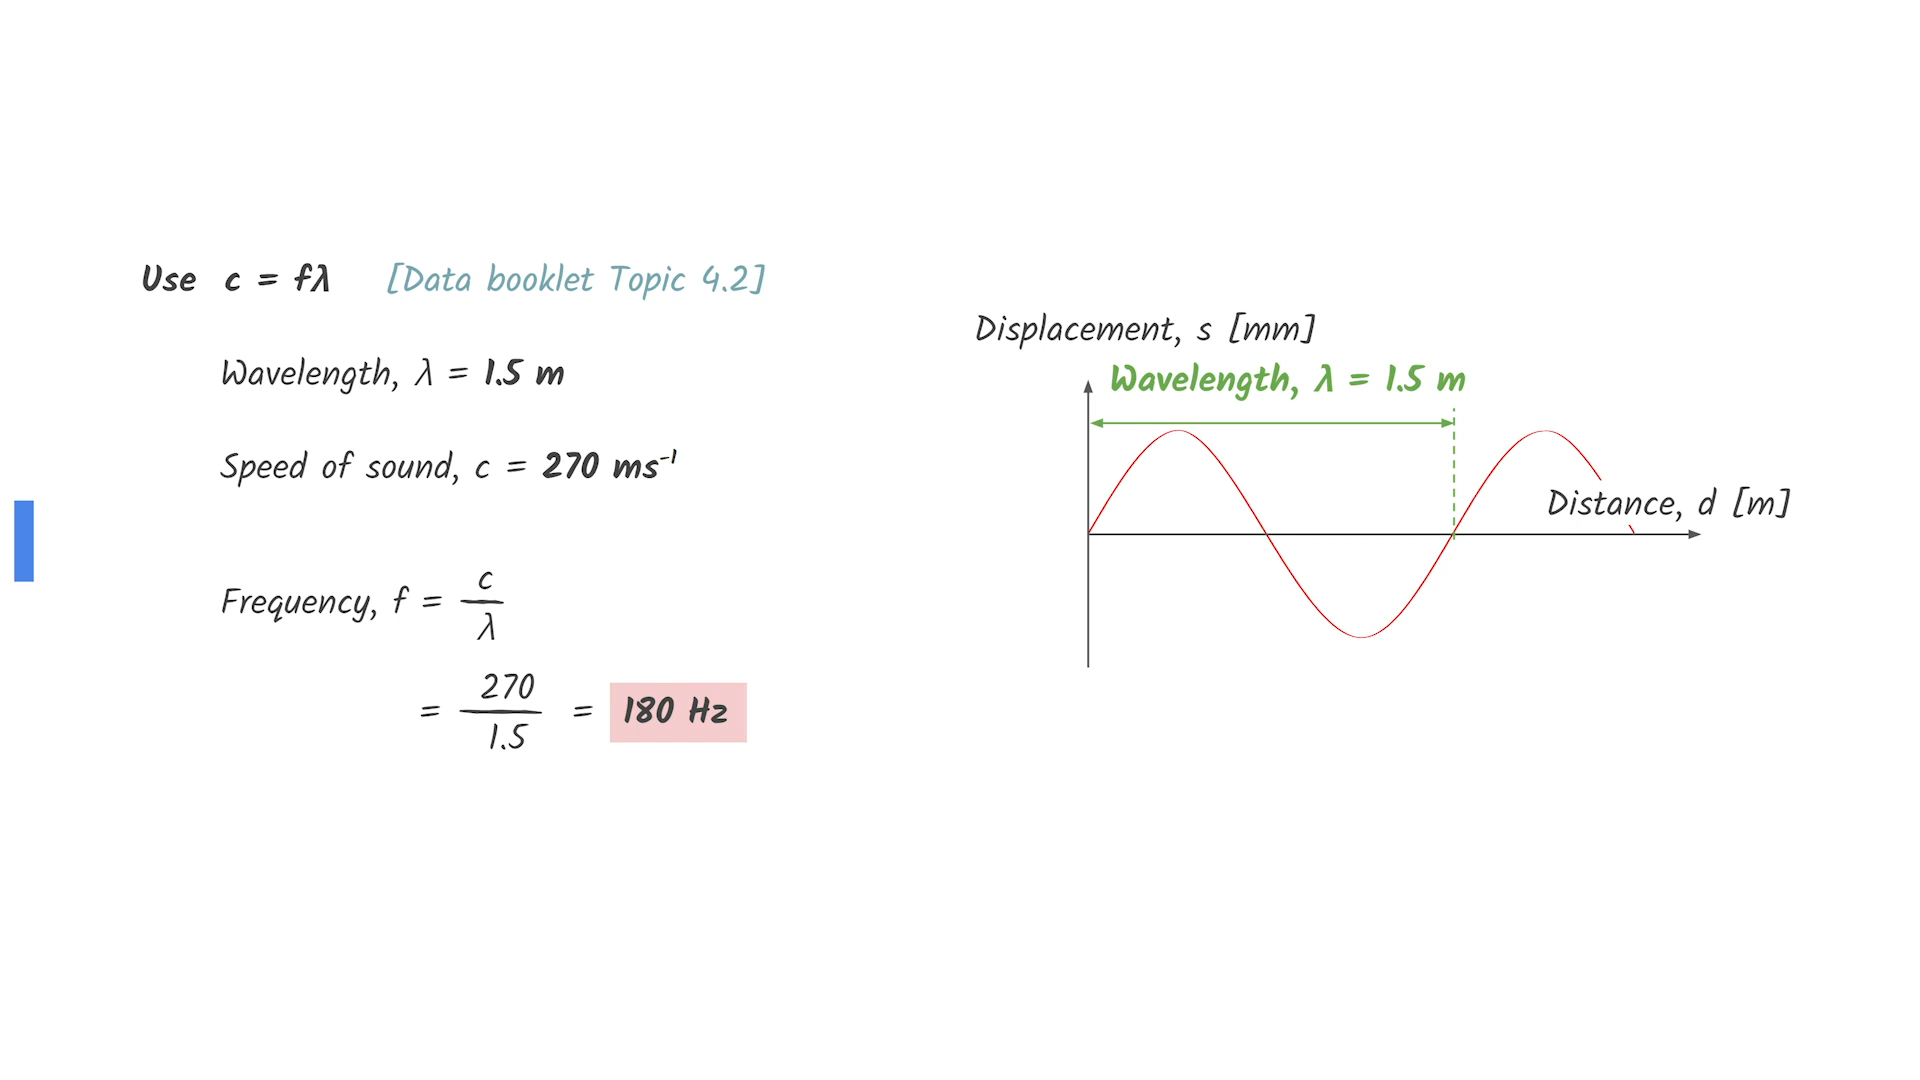 Use c = fλ [Data booklet Topic 4.2]
Wavelength, λ = 1.5 m
Speed of sound, c = 270 ms⁻¹
Frequency, f = c / λ
= 270 / 1.5 = 180 Hz
Displacement, s [mm]
Wavelength, λ = 1.5 m
Distance, d [m]